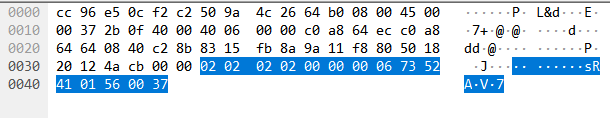 0000 cc 96 e5 0c f2 c2 50 9a 4c 26 64 b0 08 00 45 00 ······P· L&d···E·
0010 00 37 2b 0f 40 00 40 06 00 00 c0 a8 64 ec c0 a8 ·7+·@·@· ····d···
0020 64 64 08 40 c2 8b 83 15 fb 8a 9a 11 f8 80 50 18 dd·@···· ······P·
0030 20 12 4a cb 00 00 02 02 02 02 00 00 00 06 73 52 ·J····· ······sR
0040 41 01 56 00 37 A·V·7